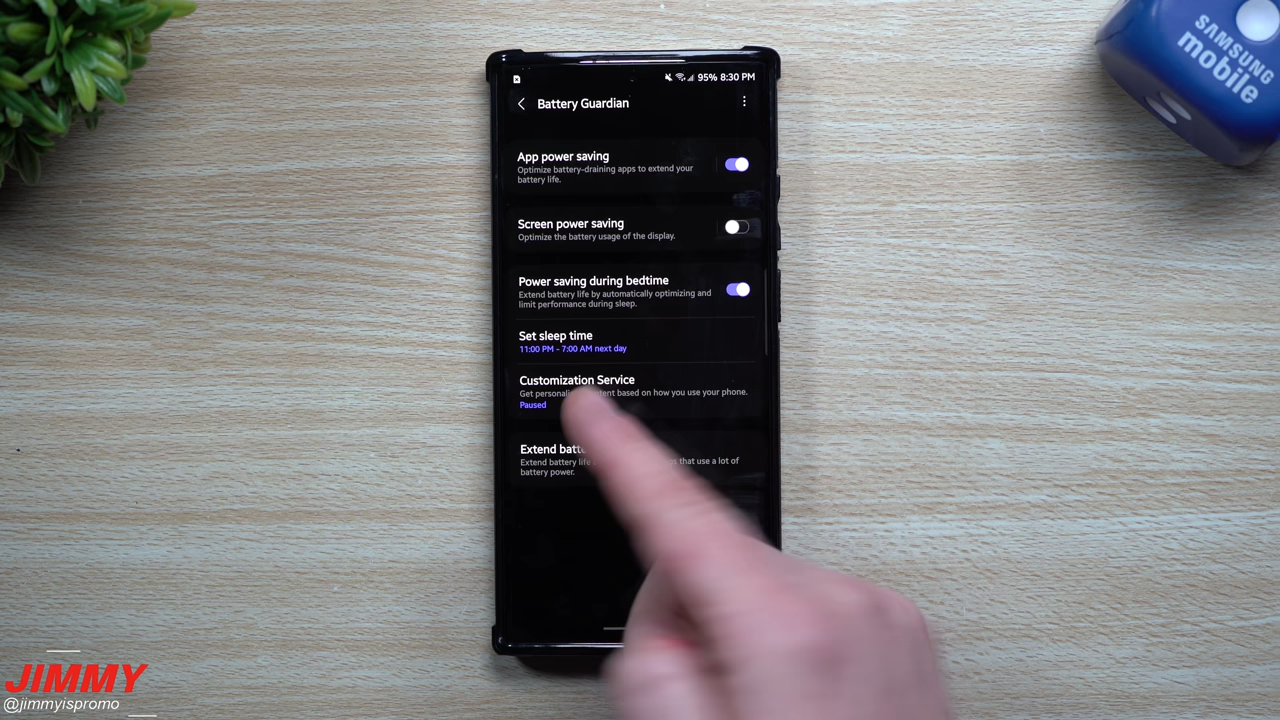 SAMSUNG
mobile
95% 8:30 PM
Battery Guardian
App power saving
Optimize battery-draining apps to extend your
battery life.
Screen power saving
Optimize the battery usage of the display.
Power saving during bedtime
Extend battery life by automatically optimizing and
limit performance during sleep.
Set sleep time
11:00 PM - 7:00 AM next day
Customization Service
Get based on how you use your phone.
Paused
Extend
Extend battery life that use a lot of
battery power.
JIMMY
@jimmyispromo